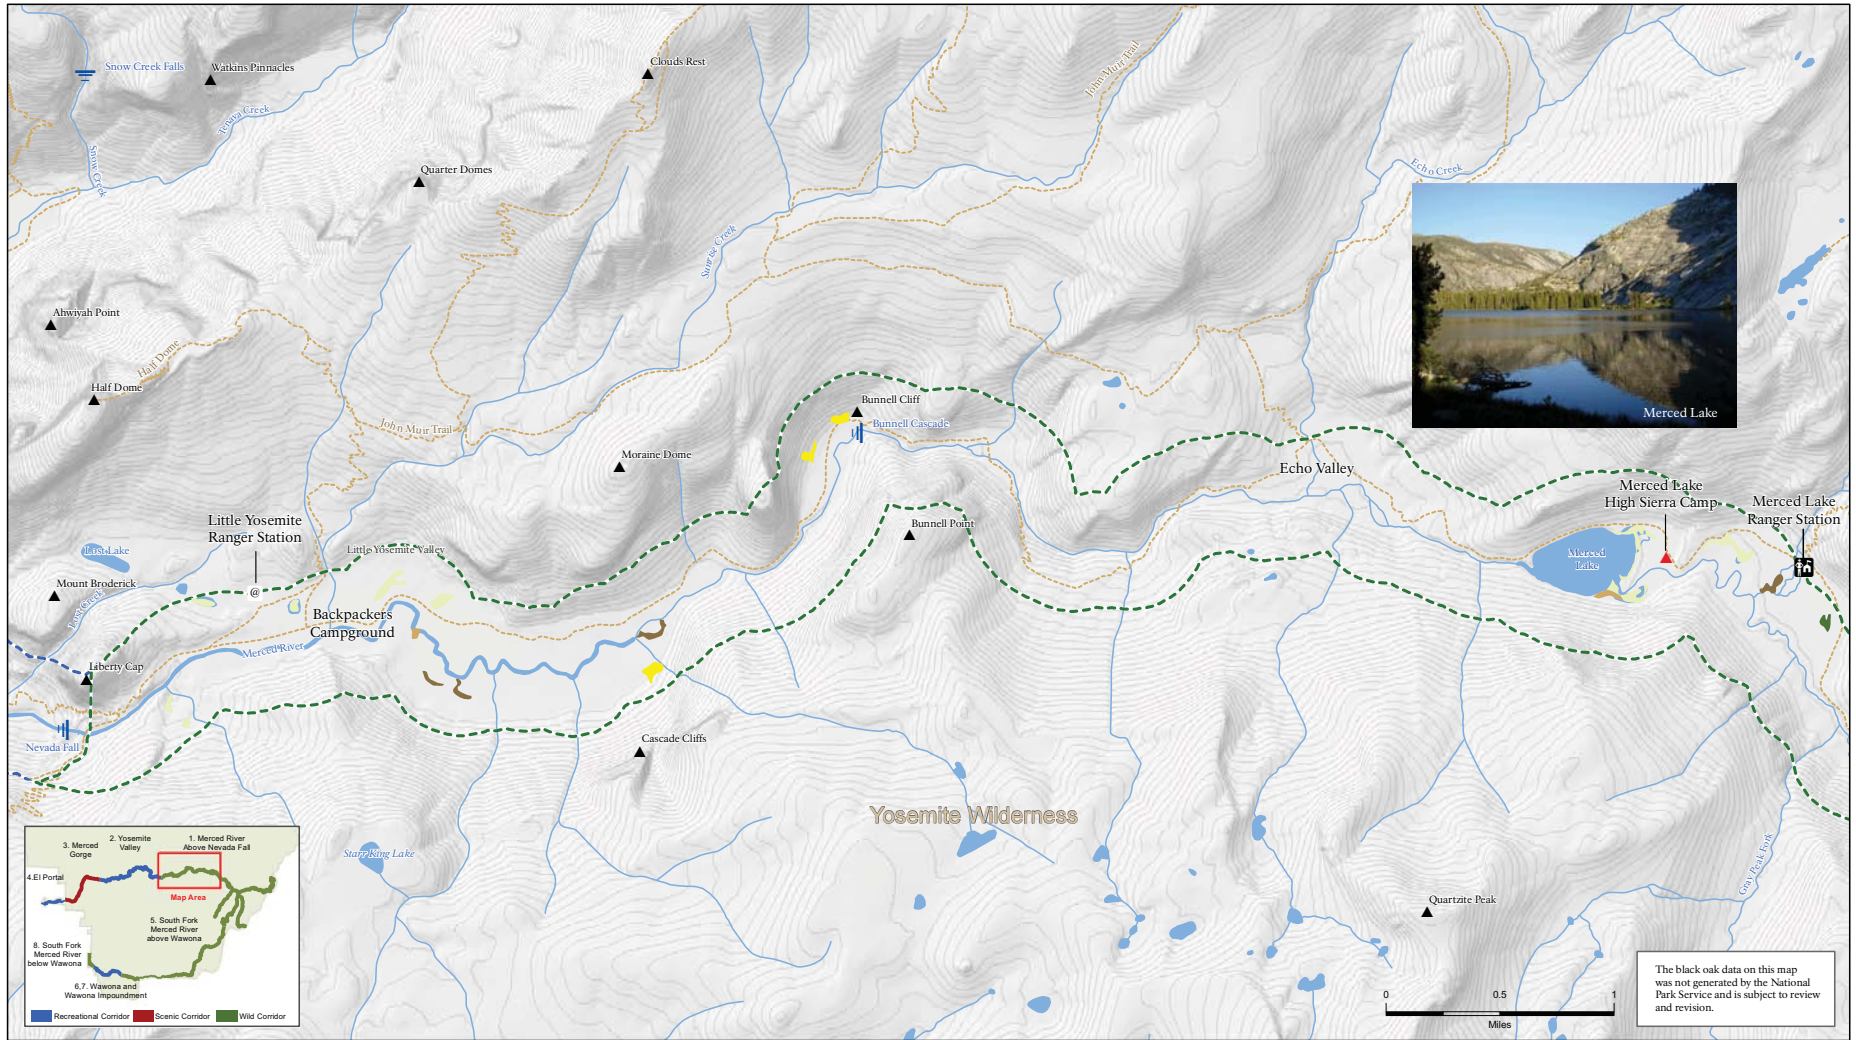 Snow Creek Falls
Watkins Pinnacles
Clouds Rest
John Muir Trail
Tenaya Creek
Snow Creek
Quarter Domes
Echo Creek
Sunrise Creek
Ahwiyah Point
Half Dome
Half Dome
Merced Lake
Bunnell Cliff
Bunnell Cascade
John Muir Trail
Moraine Dome
Echo Valley
Merced Lake
High Sierra Camp
Merced Lake
Ranger Station
Little Yosemite
Ranger Station
Bunnell Point
Little Yosemite Valley
Lost Lake
Merced
Lake
Mount Broderick
@
Lost Creek
Backpackers
Campground
Merced River
Liberty Cap
Nevada Fall
Cascade Cliffs
Yosemite Wilderness
Starr King Lake
Gray Peak Fork
Quartzite Peak
1. Merced River
Above Nevada Fall
2. Yosemite
Valley
3. Merced
Gorge
4.El Portal
Map Area
5. South Fork
Merced River
above Wawona
8. South Fork
Merced River
below Wawona
6,7. Wawona and
Wawona Impoundment
Recreational Corridor
Scenic Corridor
Wild Corridor
0 0.5 1
Miles
The black oak data on this map
was not generated by the National
Park Service and is subject to review
and revision.